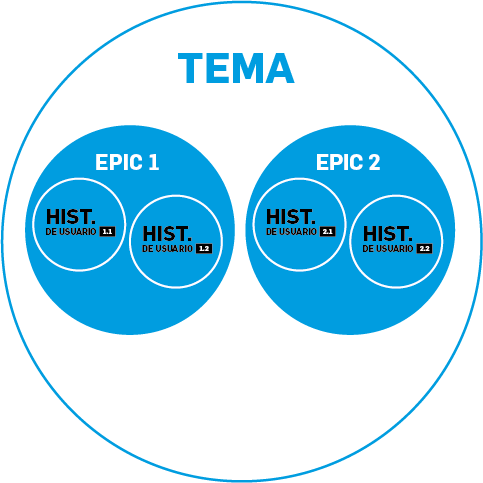 TEMA
EPIC 1
HIST.
DE USUARIO 1.1
HIST.
DE USUARIO 1.2
EPIC 2
HIST.
DE USUARIO 2.1
HIST.
DE USUARIO 2.2